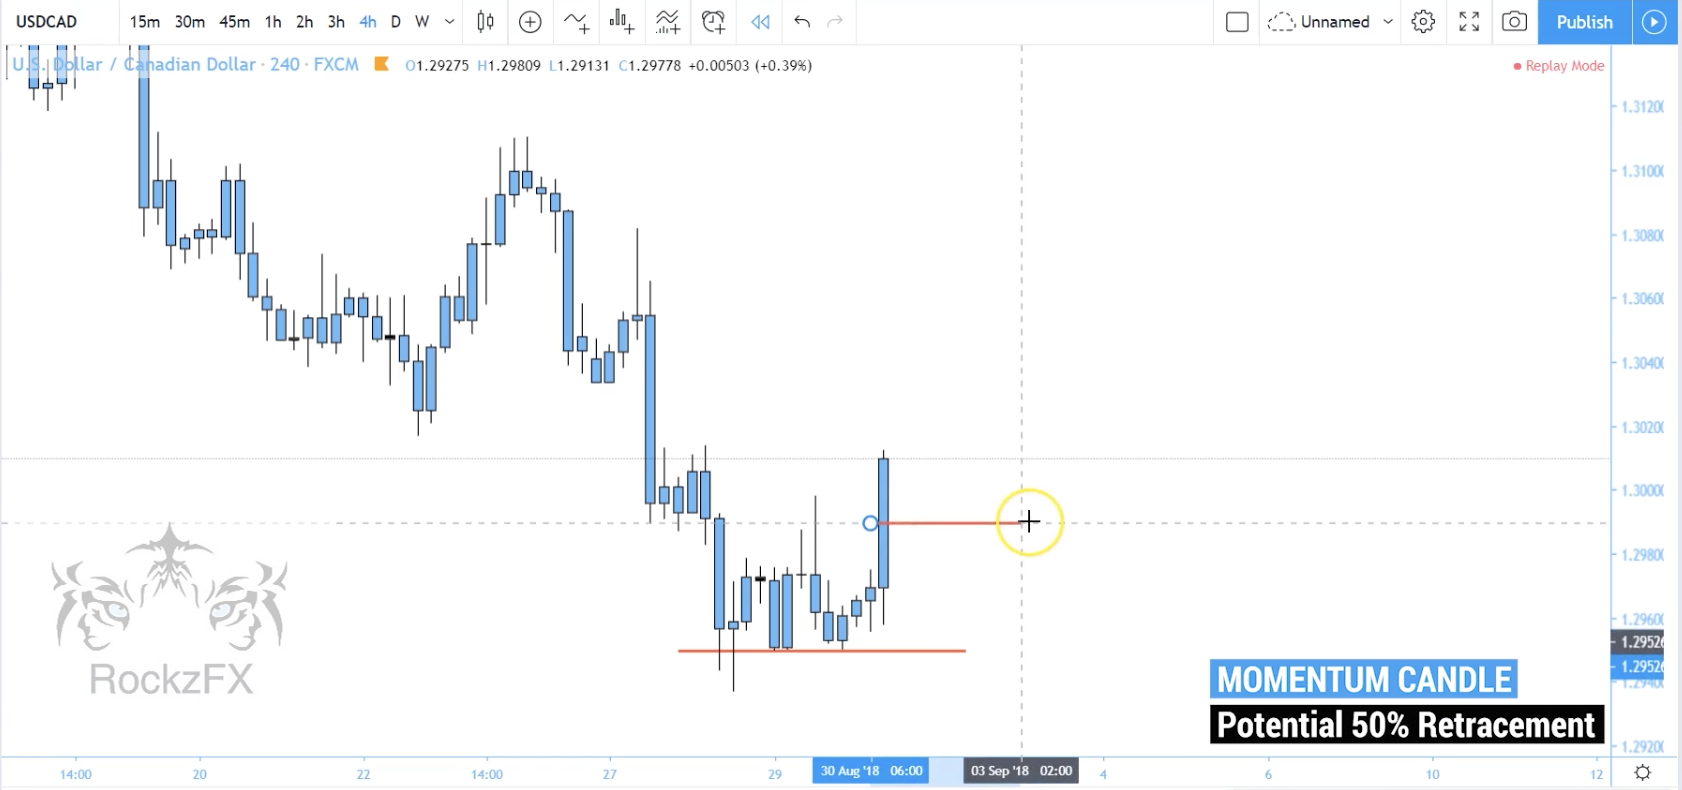 USDCAD 15m 30m 45m 1h 2h 3h 4h D W Unnamed Publish
U.S. Dollar / Canadian Dollar · 240 · FXCM O1.29275 H1.29809 L1.29131 C1.29778 +0.00503 (+0.39%)
Replay Mode
1.31200
1.31000
1.30800
1.30600
1.30400
1.30200
1.30000
1.29800
1.29600
1.29526
1.29526
1.29400
1.29200
RockzFX
MOMENTUM CANDLE
Potential 50% Retracement
14:00 20 22 14:00 27 29 30 Aug '18 06:00 03 Sep '18 02:00 4 6 10 12